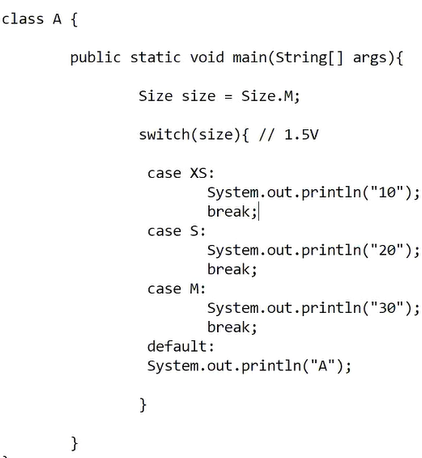 class A {
public static void main(String[] args){
Size size = Size.M;
switch(size){ // 1.5V
case XS:
System.out.println("10");
break;
case S:
System.out.println("20");
break;
case M:
System.out.println("30");
break;
default:
System.out.println("A");
}
}